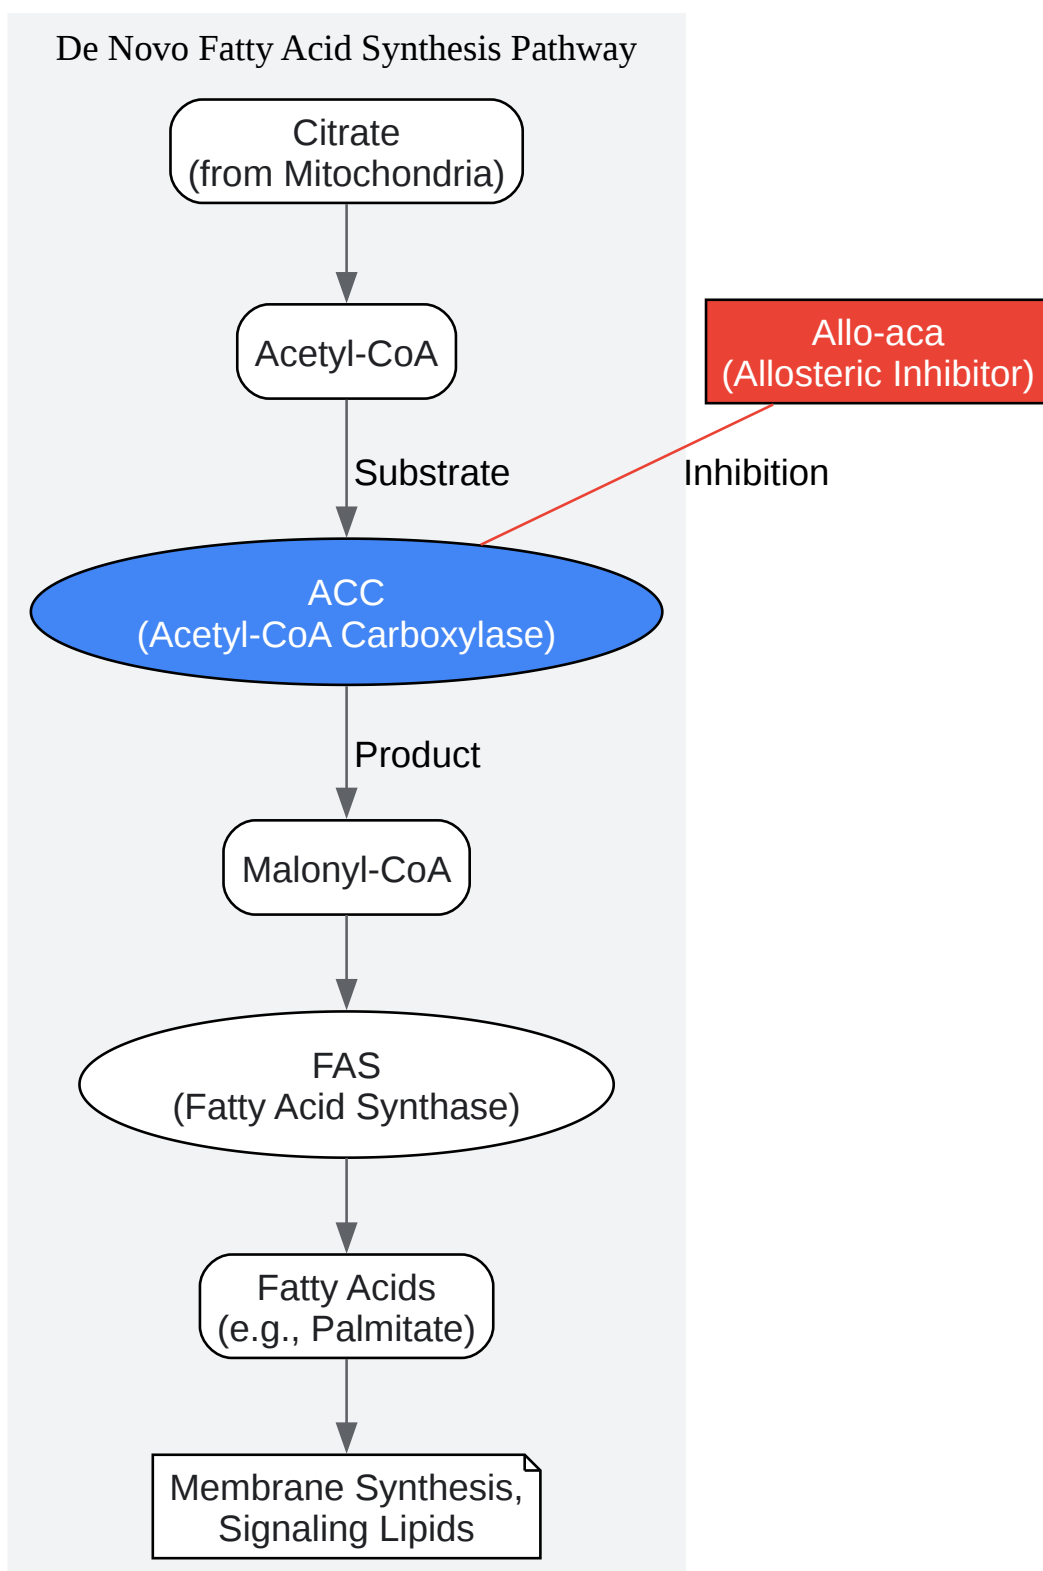 De Novo Fatty Acid Synthesis Pathway
Citrate
(from Mitochondria)
Acetyl-CoA
Allo-aca
(Allosteric Inhibitor)
Substrate
Inhibition
ACC
(Acetyl-CoA Carboxylase)
Product
Malonyl-CoA
FAS
(Fatty Acid Synthase)
Fatty Acids
(e.g., Palmitate)
Membrane Synthesis,
Signaling Lipids